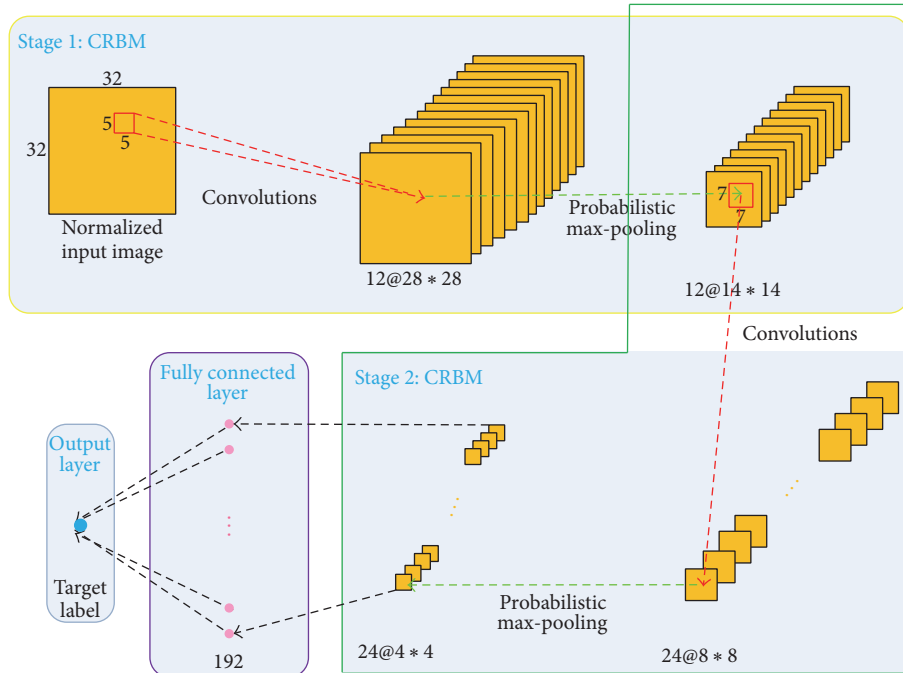 Stage 1: CRBM
32
32
5
5
Normalized
input image
Convolutions
12@28 * 28
Probabilistic
max-pooling
7
7
12@14 * 14
Convolutions
Stage 2: CRBM
24@8 * 8
Probabilistic
max-pooling
24@4 * 4
Fully connected
layer
192
Output
layer
Target
label